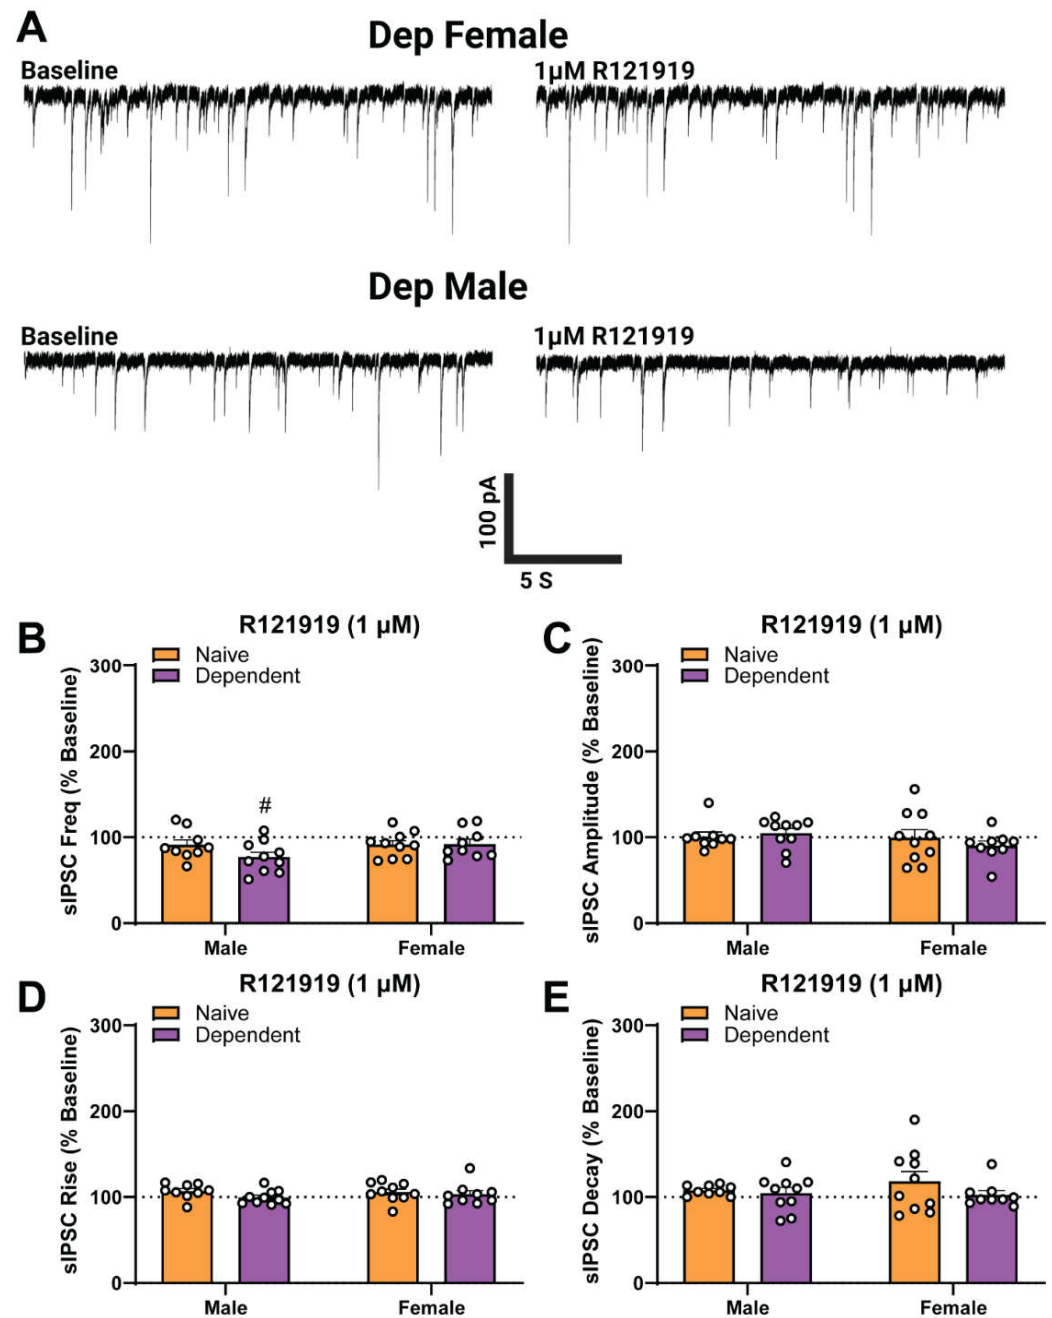 A
Dep Female
Baseline
1µM R121919
Dep Male
Baseline
1µM R121919
100 pA
5 S
B
R121919 (1 µM)
Naive
Dependent
sIPSC Freq (% Baseline)
300
200
100
0
#
Male
Female
C
R121919 (1 µM)
Naive
Dependent
sIPSC Amplitude (% Baseline)
300
200
100
0
Male
Female
D
R121919 (1 µM)
Naive
Dependent
sIPSC Rise (% Baseline)
300
200
100
0
Male
Female
E
R121919 (1 µM)
Naive
Dependent
sIPSC Decay (% Baseline)
300
200
100
0
Male
Female